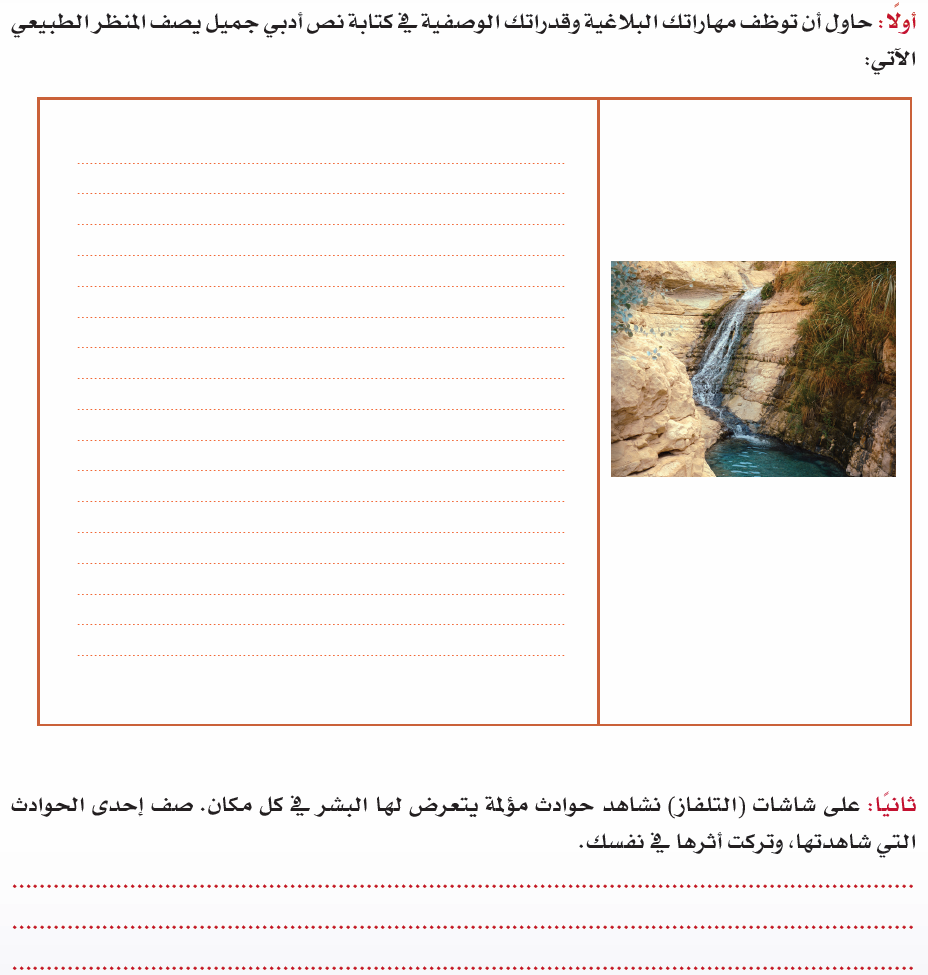 أولًا: حاول أن توظف مهاراتك البلاغية وقدراتك الوصفية في كتابة نص أدبي جميل يصف المنظر الطبيعي
الآتي:
ثانيًا: على شاشات (التلفاز) نشاهد حوادث مؤلمة يتعرض لها البشر في كل مكان. صف إحدى الحوادث
التي شاهدتها، وتركت أثرها في نفسك.